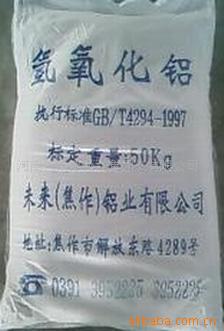 氢氧化铝
执行标准GB/T4294-1997
标定重量:50Kg
未来(焦作)铝业有限公司
地址:焦作市解放东路4289号
☎0391